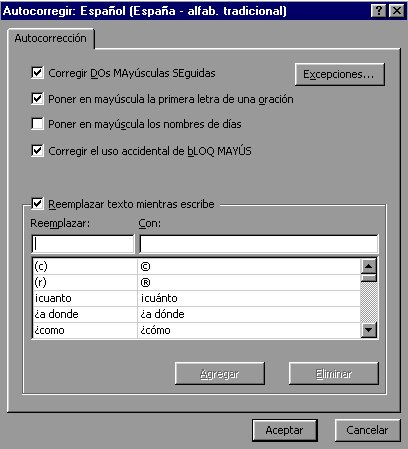 Autocorregir: Español (España - alfab. tradicional)
Autocorrección
Corregir DOs MAyúsculas SEguidas
Excepciones...
Poner en mayúscula la primera letra de una oración
Poner en mayúscula los nombres de días
Corregir el uso accidental de bLOQ MAYÚS
Reemplazar texto mientras escribe
Reemplazar: Con:
(c) ©
(r) ®
icuanto icuánto
¿a donde ¿a dónde
¿como ¿cómo
Agregar Eliminar
Aceptar Cancelar